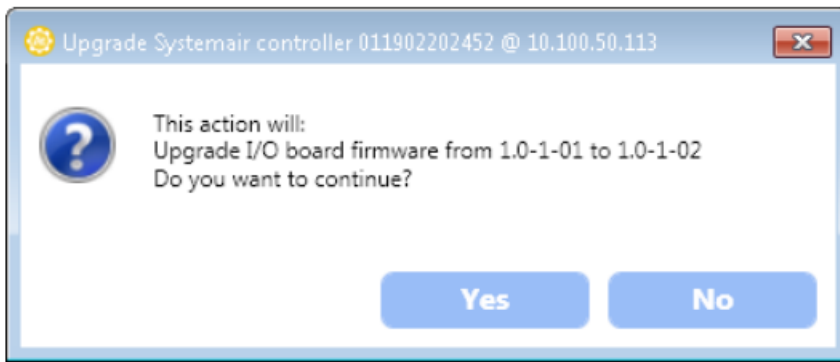 Upgrade Systemair controller 011902202452 @ 10.100.50.113
This action will:
Upgrade I/O board firmware from 1.0-1-01 to 1.0-1-02
Do you want to continue?
Yes
No